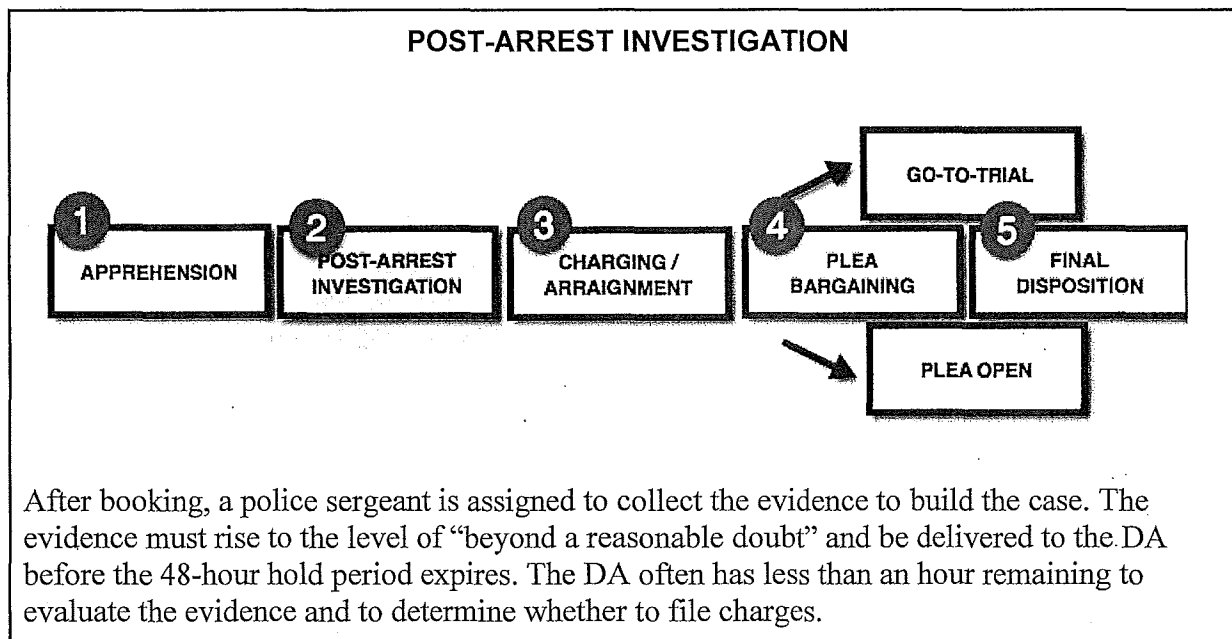 POST-ARREST INVESTIGATION
GO-TO-TRIAL
1
APPREHENSION
2
POST-ARREST
INVESTIGATION
3
CHARGING /
ARRAIGNMENT
4
PLEA
BARGAINING
5
FINAL
DISPOSITION
PLEA OPEN
After booking, a police sergeant is assigned to collect the evidence to build the case. The
evidence must rise to the level of “beyond a reasonable doubt” and be delivered to the DA
before the 48-hour hold period expires. The DA often has less than an hour remaining to
evaluate the evidence and to determine whether to file charges.